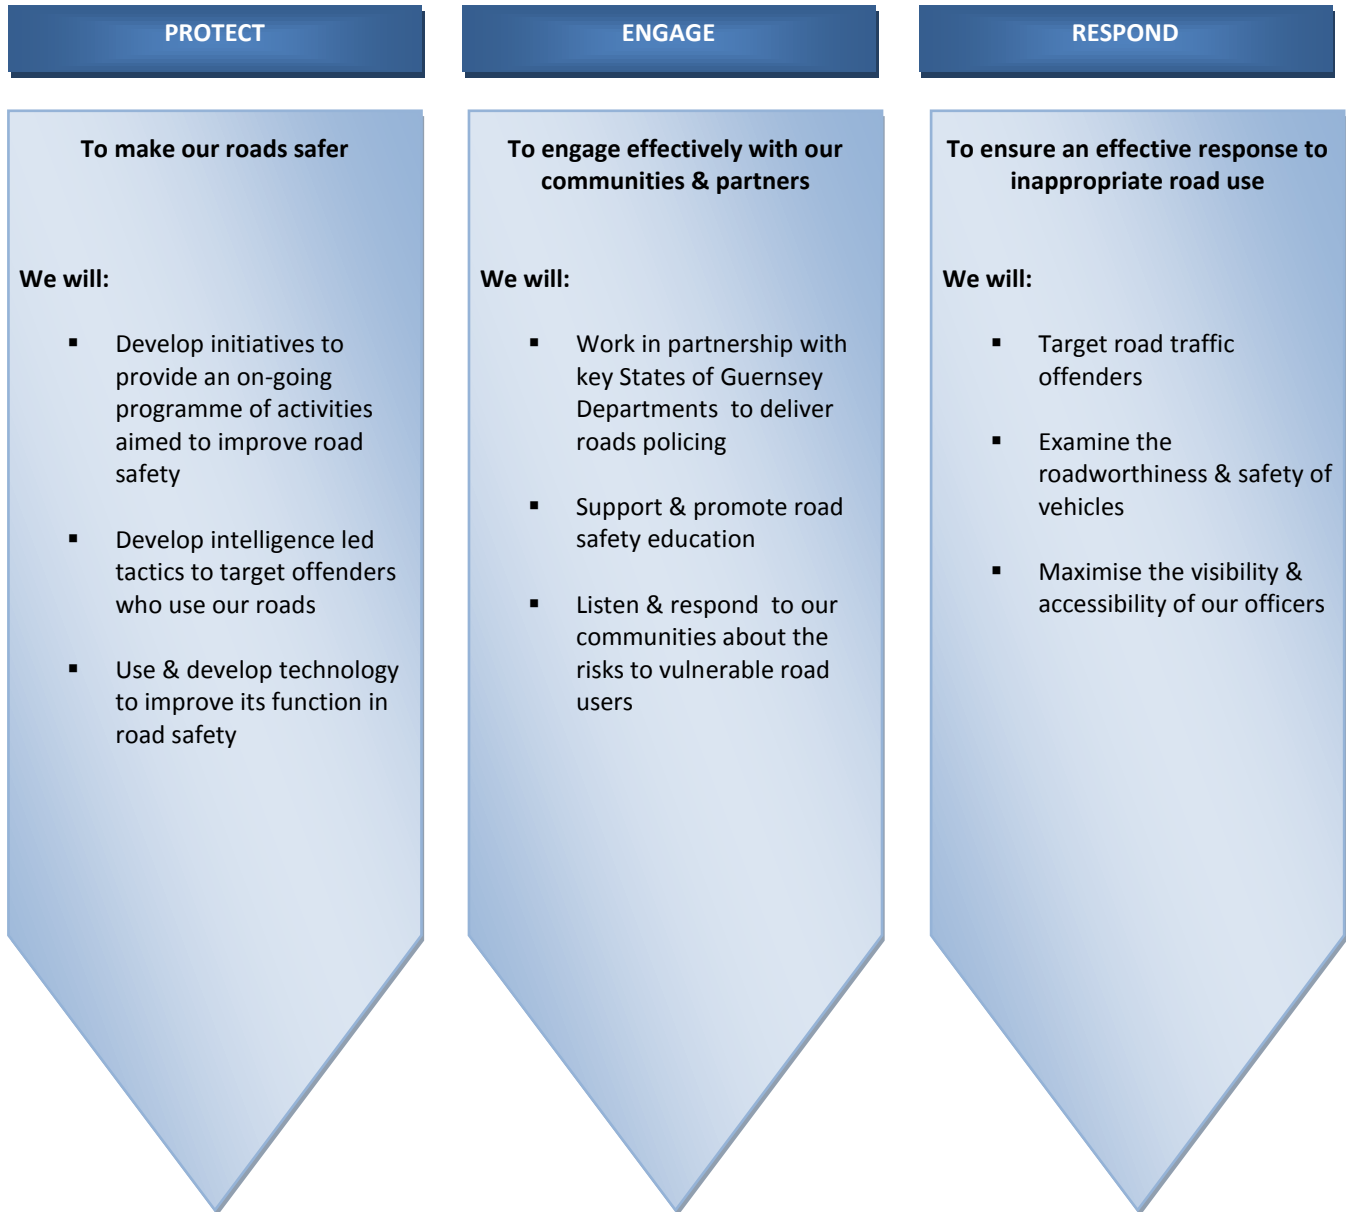 PROTECT
To make our roads safer
We will:
▪ Develop initiatives to
provide an on-going
programme of activities
aimed to improve road
safety
▪ Develop intelligence led
tactics to target offenders
who use our roads
▪ Use & develop technology
to improve its function in
road safety
ENGAGE
To engage effectively with our
communities & partners
We will:
▪ Work in partnership with
key States of Guernsey
Departments  to deliver
roads policing
▪ Support & promote road
safety education
▪ Listen & respond  to our
communities about the
risks to vulnerable road
users
RESPOND
To ensure an effective response to
inappropriate road use
We will:
▪ Target road traffic
offenders
▪ Examine the
roadworthiness & safety of
vehicles
▪ Maximise the visibility &
accessibility of our officers